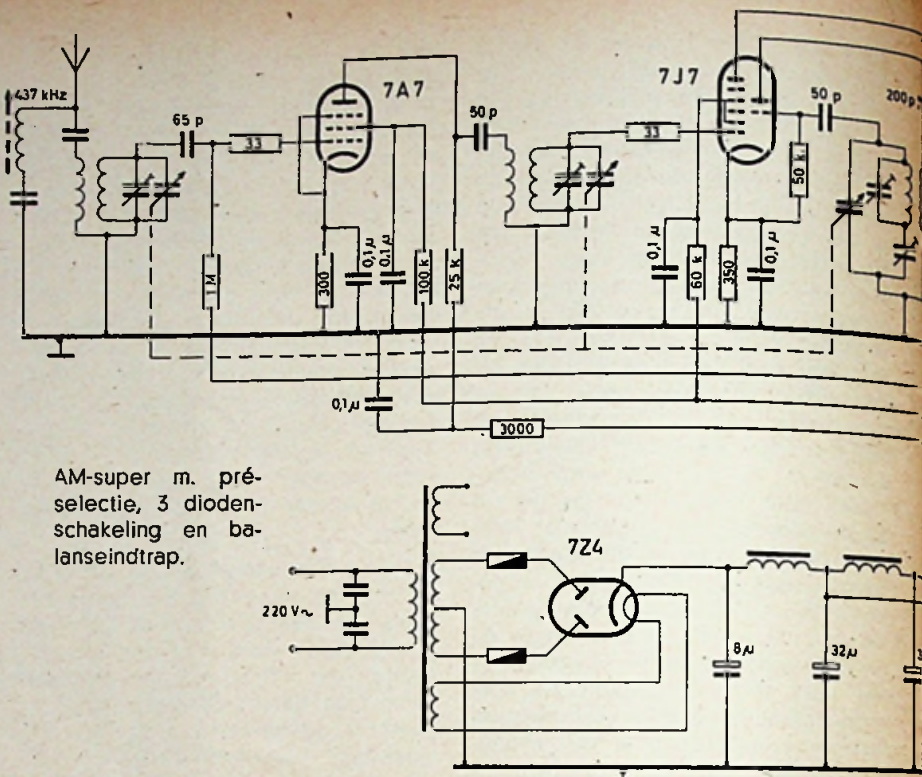 7A7
7J7
437 kHz
65 p
33
50 p
33
50 p
200p
50 k
1 M
300
0,1 µ
0,1 µ
100 k
25 k
0,1 µ
60 k
350
0,1 µ
0,1 µ
3000
AM-super m. pré-
selectie, 3 dioden-
schakeling en ba-
lanseindtrap.
7Z4
220 V~
8 µ
32 µ
3